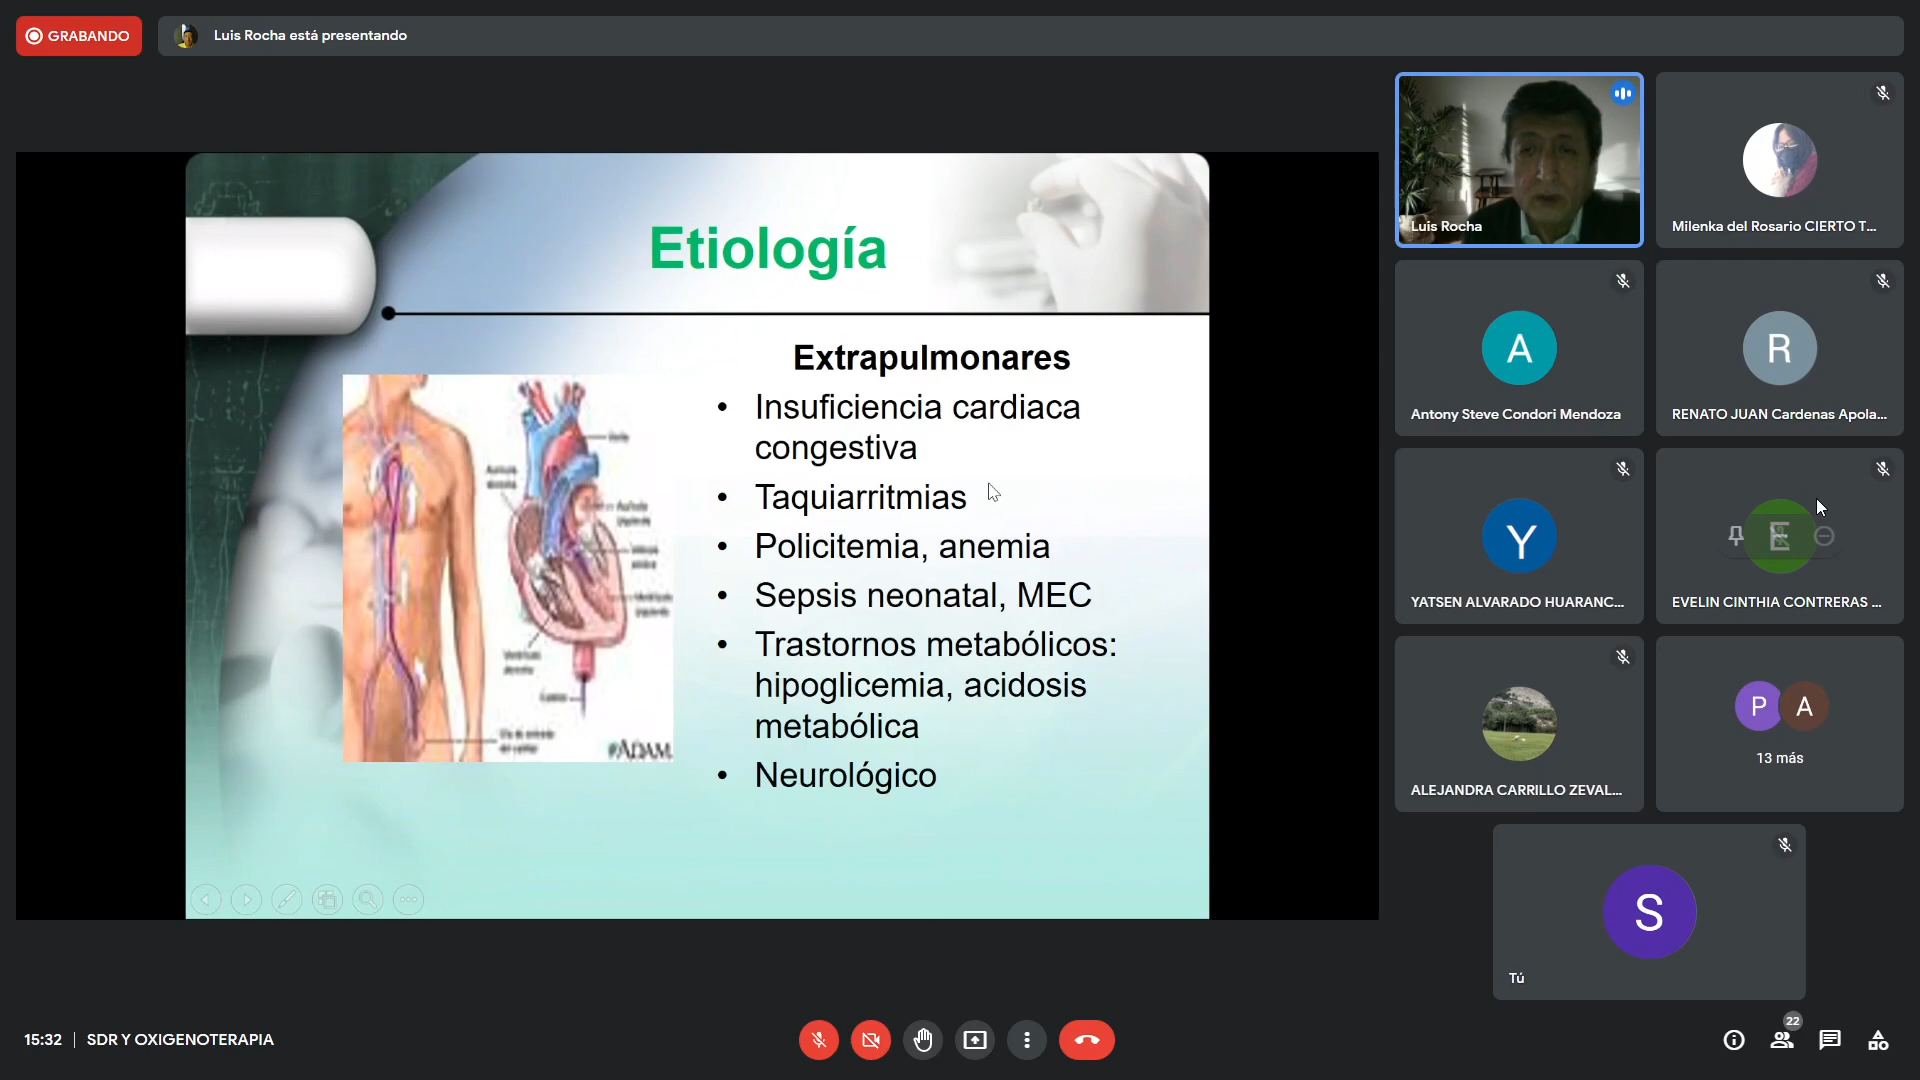 GRABANDO
Luis Rocha está presentando
Etiología
Extrapulmonares
• Insuficiencia cardiaca
congestiva
• Taquiarritmias
• Policitemia, anemia
• Sepsis neonatal, MEC
• Trastornos metabólicos:
hipoglicemia, acidosis
metabólica
• Neurológico
ADAM
Luis Rocha
Milenka del Rosario CIERTO T...
A
Antony Steve Condori Mendoza
R
RENATO JUAN Cardenas Apola...
Y
YATSEN ALVARADO HUARANC...
E
EVELIN CINTHIA CONTRERAS ...
ALEJANDRA CARRILLO ZEVAL...
P A
13 más
S
Tú
15:32 | SDR Y OXIGENOTERAPIA
22